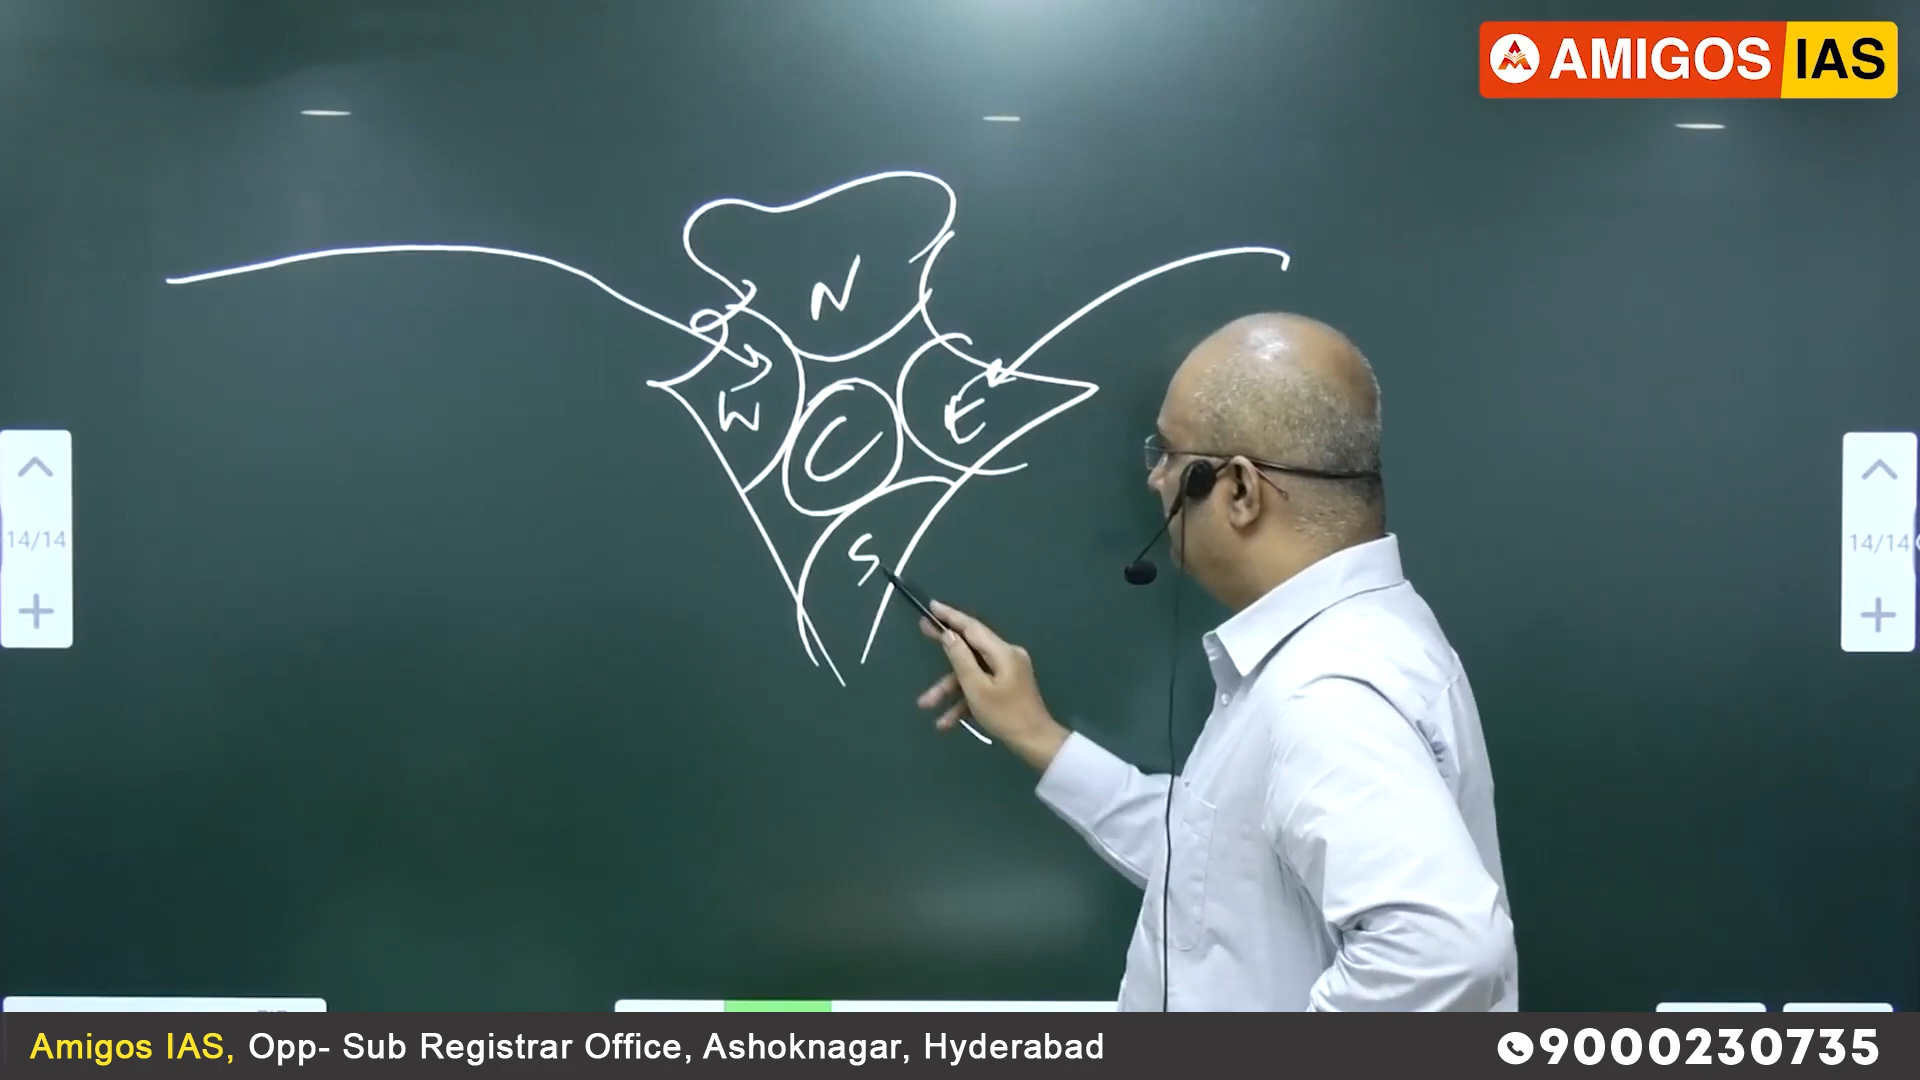 AMIGOS IAS
N
W
C
E
S
14/14
14/14
Amigos IAS, Opp- Sub Registrar Office, Ashoknagar, Hyderabad
9000230735